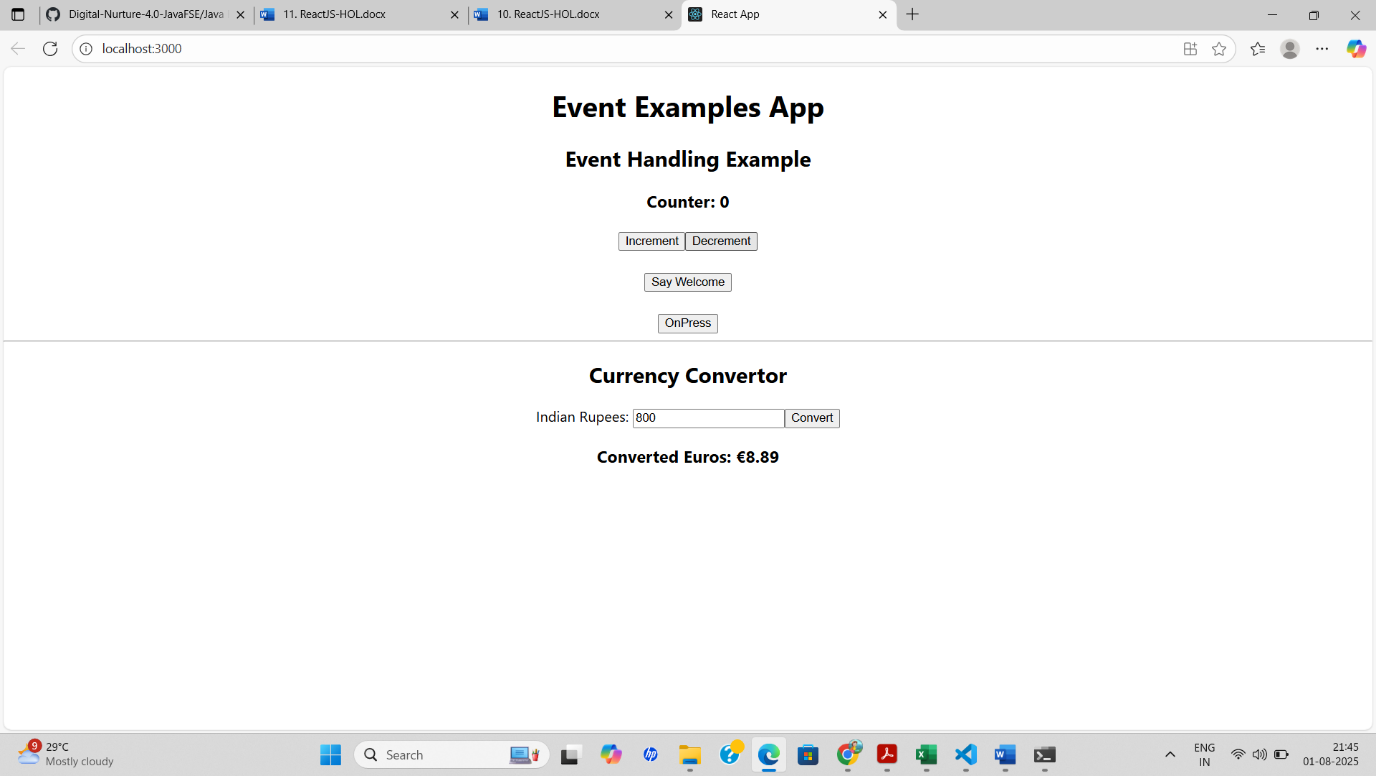 Digital-Nurture-4.0-JavaFSE/Java
11. ReactJS-HOL.docx
10. ReactJS-HOL.docx
React App
localhost:3000
Event Examples App
Event Handling Example
Counter: 0
Increment Decrement
Say Welcome
OnPress
Currency Convertor
Indian Rupees: 800 Convert
Converted Euros: €8.89
9
29°C
Mostly cloudy
Search
hp
ENG
IN
21:45
01-08-2025